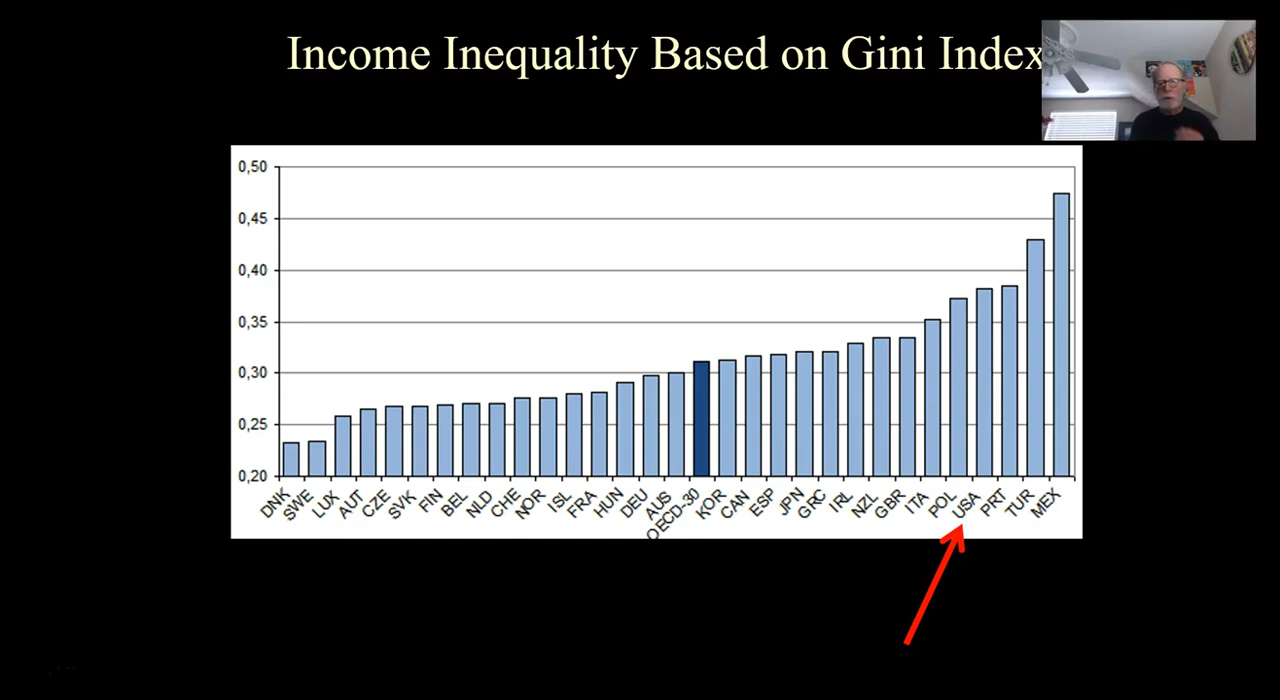 Income Inequality Based on Gini Index
0,50
0,45
0,40
0,35
0,30
0,25
0,20
DNK
SWE
LUX
AUT
CZE
SVK
FIN
BEL
NLD
CHE
NOR
ISL
FRA
HUN
DEU
AUS
OECD-30
KOR
CAN
ESP
JPN
GRC
IRL
NZL
GBR
ITA
POL
USA
PRT
TUR
MEX